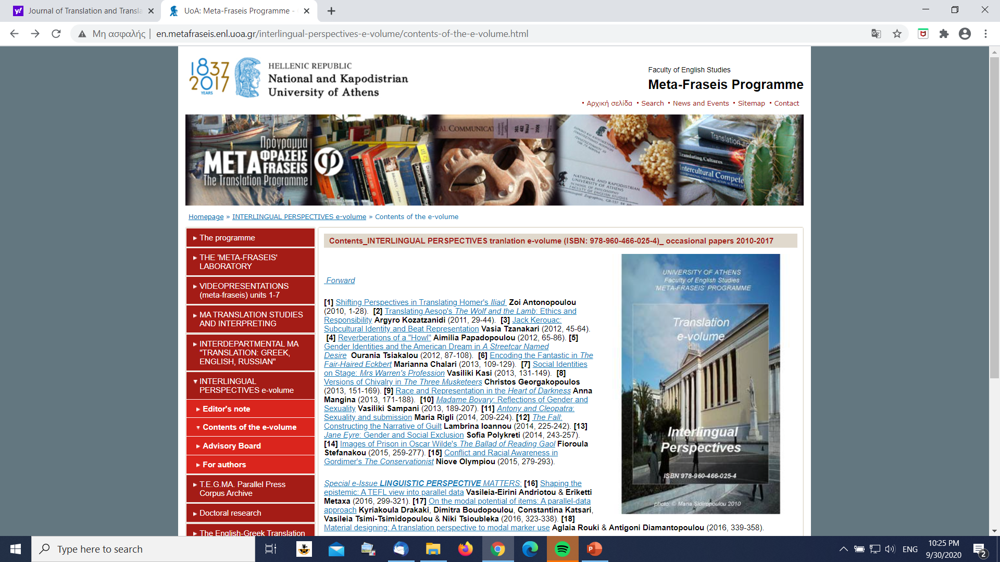 Journal of Translation and Transla
UoA: Meta-Fraseis Programme -
Μη ασφαλής
en.metafraseis.enl.uoa.gr/interlingual-perspectives-e-volume/contents-of-the-e-volume.html
1837
2017
YEARS
HELLENIC REPUBLIC
National and Kapodistrian
University of Athens
Faculty of English Studies
Meta-Fraseis Programme
Αρχική σελίδα
Search
News and Events
Sitemap
Contact
Πρόγραμμα
ΜΕΤΑ ΦΡΑΣΕΙΣ
FRASEIS
The Translation Programme
AL COMMUNICAT
NATIONAL AND KAPODISTRIAN
UNIVERSITY OF ATHENS
SCHOOL OF PHILOSOPHY
FACULTY OF ENGLISH STUDIES
Translation an
Translating Cultures
Intercultural Compete
Homepage » INTERLINGUAL PERSPECTIVES e-volume » Contents of the e-volume
The programme
THE 'META-FRASEIS'
LABORATORY
VIDEOPRESENTATIONS
(meta-fraseis) units 1-7
MA TRANSLATION STUDIES
AND INTERPRETING
INTERDEPARTMENTAL MA
"TRANSLATION: GREEK,
ENGLISH, RUSSIAN"
INTERLINGUAL
PERSPECTIVES e-volume
Editor's note
Contents of the e-volume
Advisory Board
For authors
T.E.G.MA. Parallel Press
Corpus Archive
Doctoral research
The English-Greek Translation
Contents_INTERLINGUAL PERSPECTIVES tranlation e-volume (ISBN: 978-960-466-025-4)_ occasional papers 2010-2017
Forward
[1] Shifting Perspectives in Translating Homer's Iliad Zoi Antonopoulou
(2010, 1-28). [2] Translating Aesop's The Wolf and the Lamb: Ethics and
Responsibility Argyro Kozatzanidi (2011, 29-44). [3] Jack Kerouac:
Subcultural Identity and Beat Representation Vasia Tzanakari (2012, 45-64).
[4] Reverberations of a "Howl" Aimilia Papadopoulou (2012, 65-86). [5]
Gender Identities and the American Dream in A Streetcar Named
Desire Ourania Tsiakalou (2012, 87-108). [6] Encoding the Fantastic in The
Fair-Haired Eckbert Marianna Chalari (2013, 109-129). [7] Social Identities
on Stage: Mrs Warren's Profession Vasiliki Kasi (2013, 131-149). [8]
Versions of Chivalry in The Three Musketeers Christos Georgakopoulos
(2013, 151-169). [9] Race and Representation in the Heart of Darkness Anna
Mangina (2013, 171-188). [10] Madame Bovary: Reflections of Gender and
Sexuality Vasiliki Sampani (2013, 189-207). [11] Antony and Cleopatra:
Sexuality and submission Maria Rigli (2014, 209-224). [12] The Fall:
Constructing the Narrative of Guilt Lambrina Ioannou (2014, 225-242). [13]
Jane Eyre: Gender and Social Exclusion Sofia Polykreti (2014, 243-257).
[14] Images of Prison in Oscar Wilde's The Ballad of Reading Gaol Fioroula
Stefanakou (2015, 259-277). [15] Conflict and Racial Awareness in
Gordimer's The Conservationist Niove Olympiou (2015, 279-293).
Special e-Issue LINGUISTIC PERSPECTIVE MATTERS: [16] Shaping the
epistemic: A TEFL view into parallel data Vasileia-Eirini Andriotou & Eriketti
Metaxa (2016, 299-321). [17] On the modal potential of items: A parallel-data
approach Kyriakoula Drakaki, Dimitra Boudopoulou, Constantina Katsari,
Vasileia Tsimi-Tsimidopoulou & Niki Tsioubleka (2016, 323-338). [18]
Material designing: A translation perspective to modal marker use Aglaia Rouki & Antigoni Diamantopoulou (2016, 339-358).
UNIVERSITY OF ATHENS
Faculty of English Studies
'META-FRASEIS' PROGRAMME
Translation
e-volume
Interlingual
Perspectives
ISBN 978-960-466-025-4
photo: © Maria Sidiropoulou 2010
Type here to search
ENG
10:25 PM
9/30/2020
2